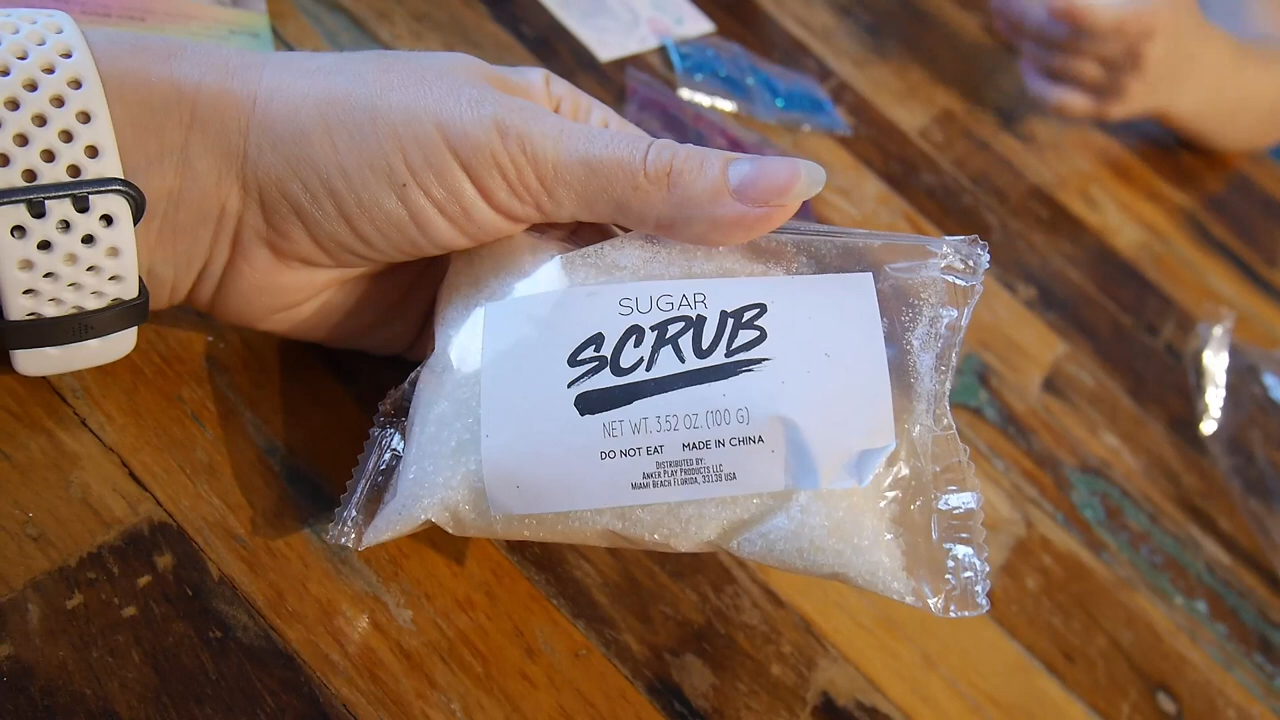 SUGAR
SCRUB
NET WT. 3.52 OZ. (100 G)
DO NOT EAT MADE IN CHINA
DISTRIBUTED BY:
ANKER PLAY PRODUCTS LLC
MIAMI BEACH FLORIDA, 33139 USA